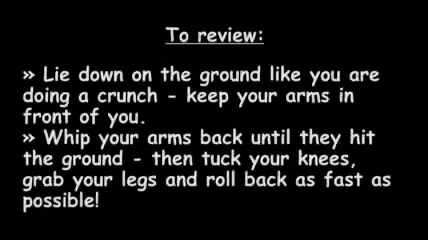 To review:
» Lie down on the ground like you are
doing a crunch - keep your arms in
front of you.
» Whip your arms back until they hit
the ground - then tuck your knees,
grab your legs and roll back as fast as
possible!